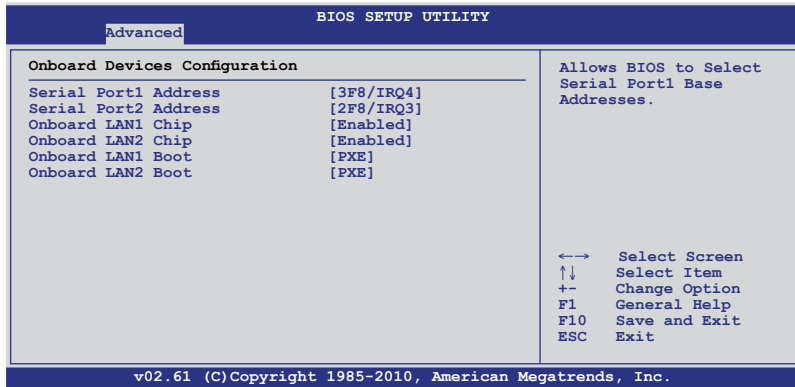 BIOS SETUP UTILITY
Advanced
Onboard Devices Configuration
Serial Port1 Address [3F8/IRQ4]
Serial Port2 Address [2F8/IRQ3]
Onboard LAN1 Chip [Enabled]
Onboard LAN2 Chip [Enabled]
Onboard LAN1 Boot [PXE]
Onboard LAN2 Boot [PXE]
Allows BIOS to Select
Serial Port1 Base
Addresses.
←→ Select Screen
↑↓ Select Item
+- Change Option
F1 General Help
F10 Save and Exit
ESC Exit
v02.61 (C)Copyright 1985-2010, American Megatrends, Inc.